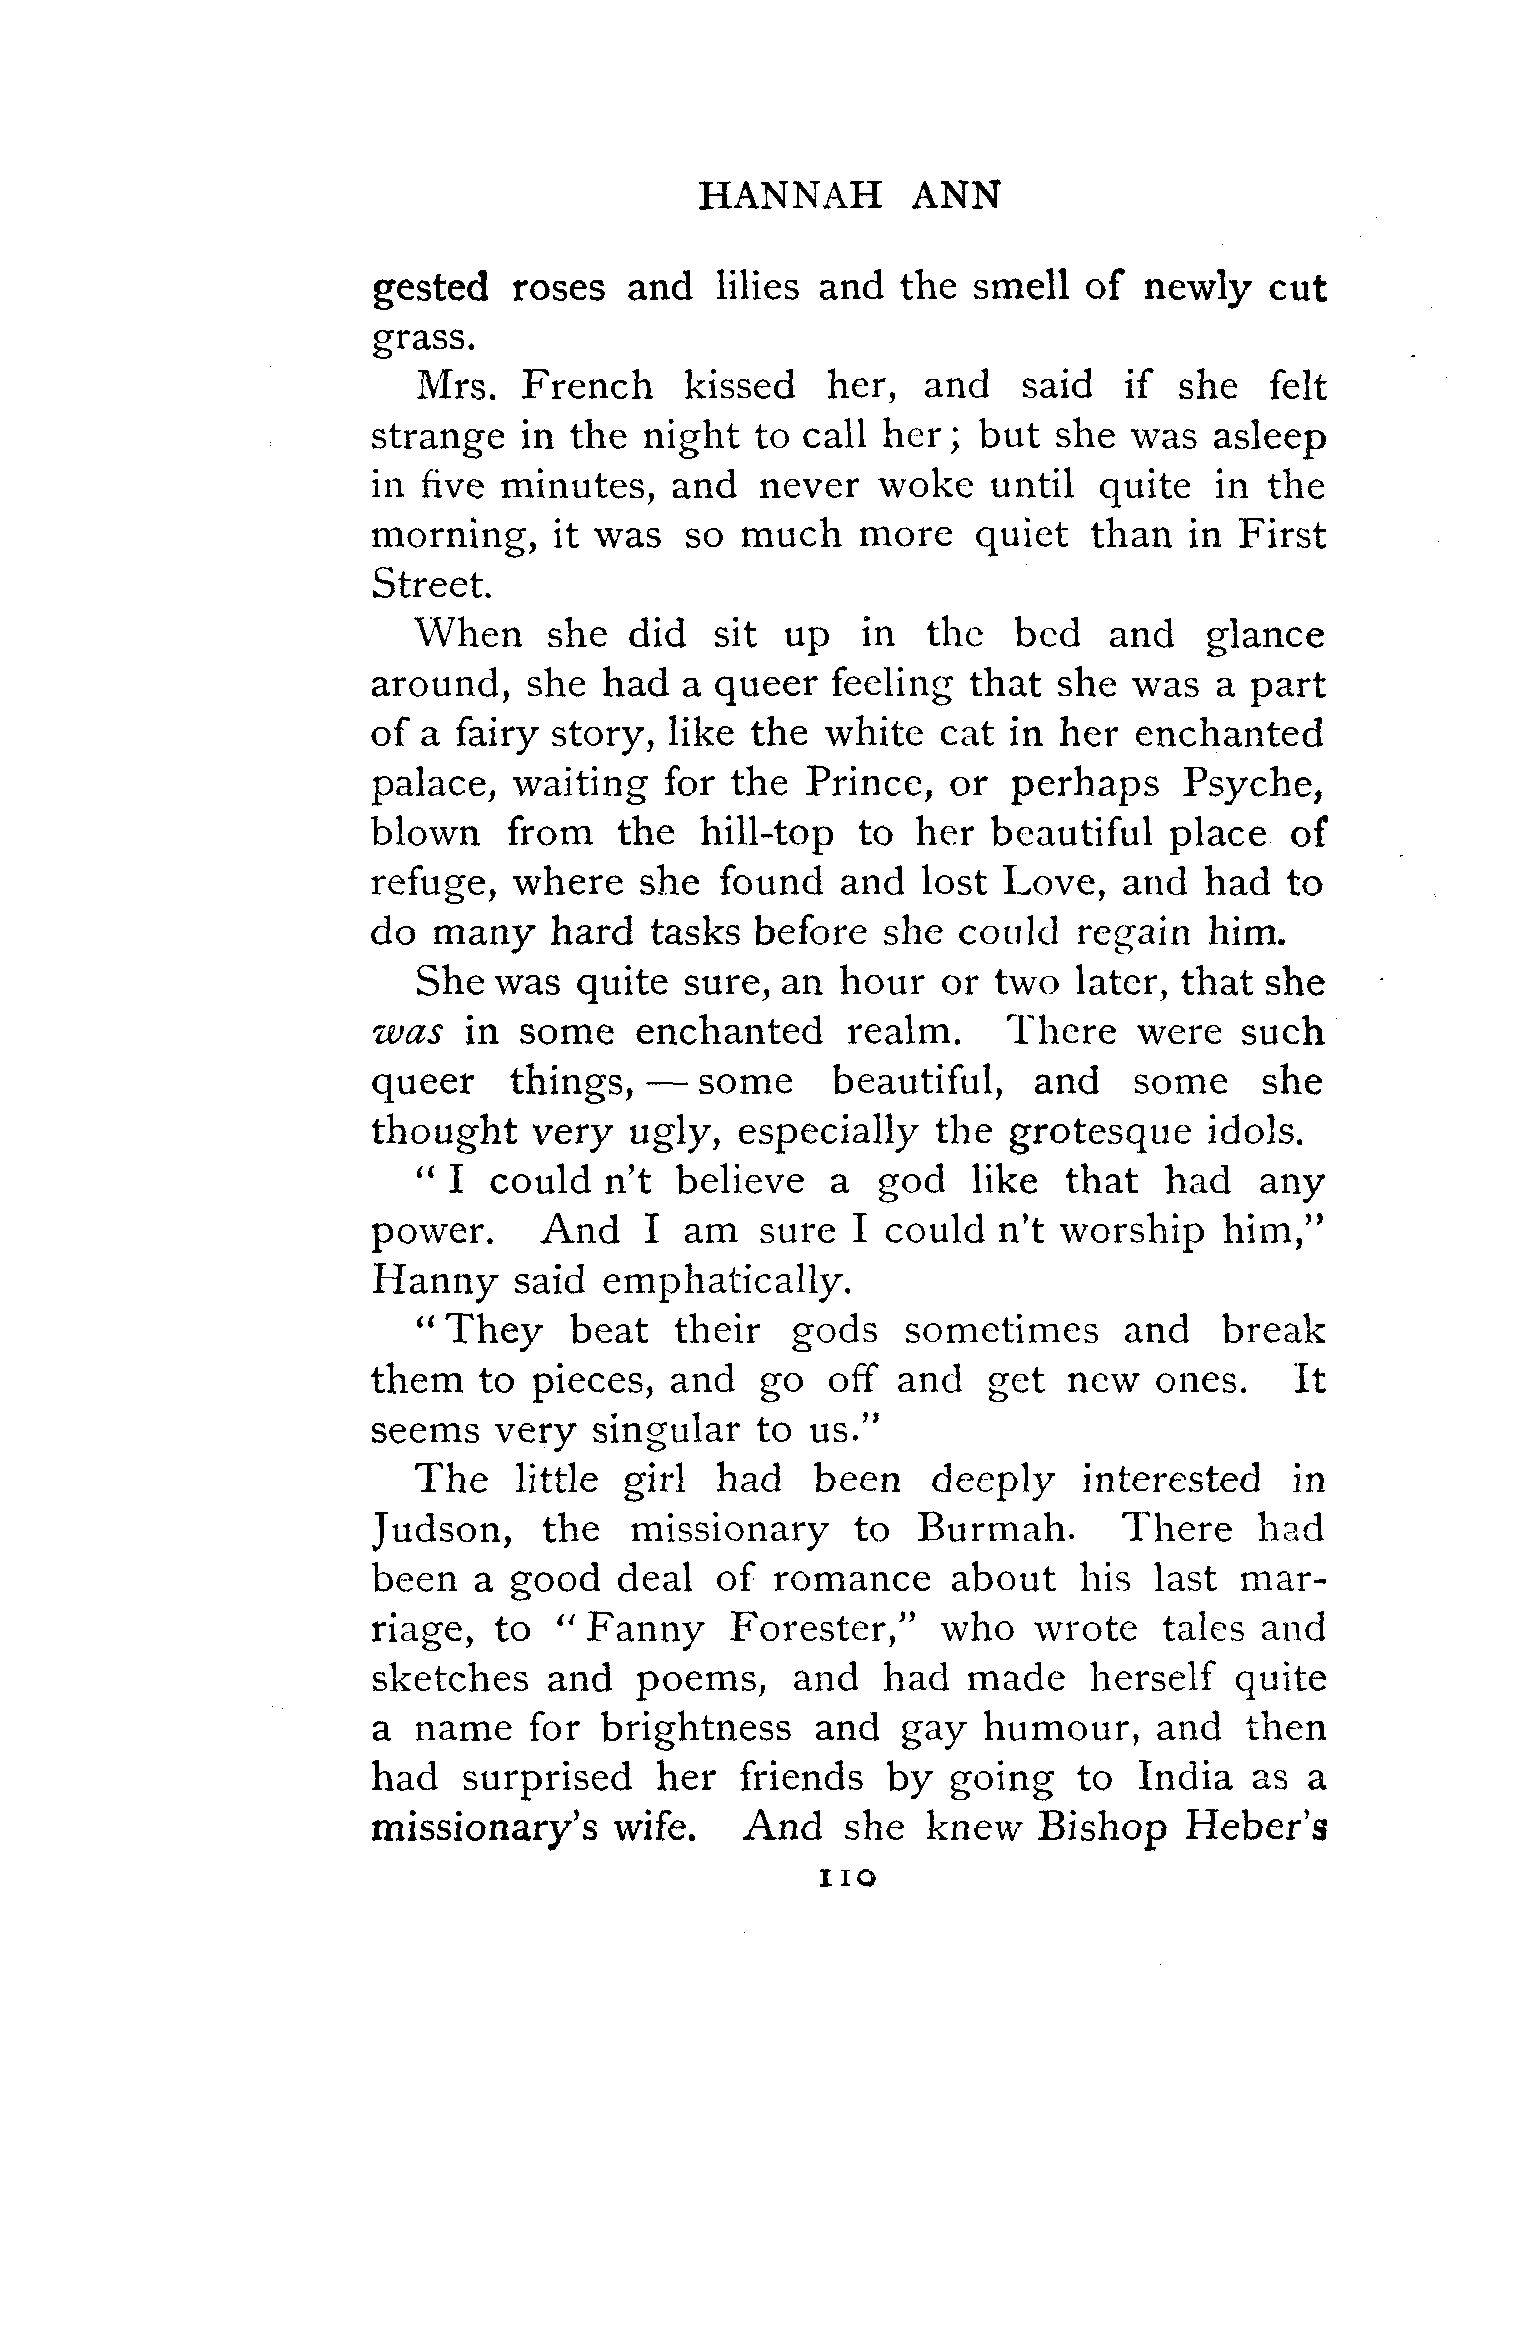 HANNAH ANN
gested roses and lilies and the smell of newly cut
grass.
Mrs. French kissed her, and said if she felt
strange in the night to call her; but she was asleep
in five minutes, and never woke until quite in the
morning, it was so much more quiet than in First
Street.
When she did sit up in the bed and glance
around, she had a queer feeling that she was a part
of a fairy story, like the white cat in her enchanted
palace, waiting for the Prince, or perhaps Psyche,
blown from the hill-top to her beautiful place of
refuge, where she found and lost Love, and had to
do many hard tasks before she could regain him.
She was quite sure, an hour or two later, that she
was in some enchanted realm. There were such
queer things, — some beautiful, and some she
thought very ugly, especially the grotesque idols.
"I could n't believe a god like that had any
power. And I am sure I could n't worship him,"
Hanny said emphatically.
"They beat their gods sometimes and break
them to pieces, and go off and get new ones. It
seems very singular to us."
The little girl had been deeply interested in
Judson, the missionary to Burmah. There had
been a good deal of romance about his last mar-
riage, to "Fanny Forester," who wrote tales and
sketches and poems, and had made herself quite
a name for brightness and gay humour, and then
had surprised her friends by going to India as a
missionary's wife. And she knew Bishop Heber's
110